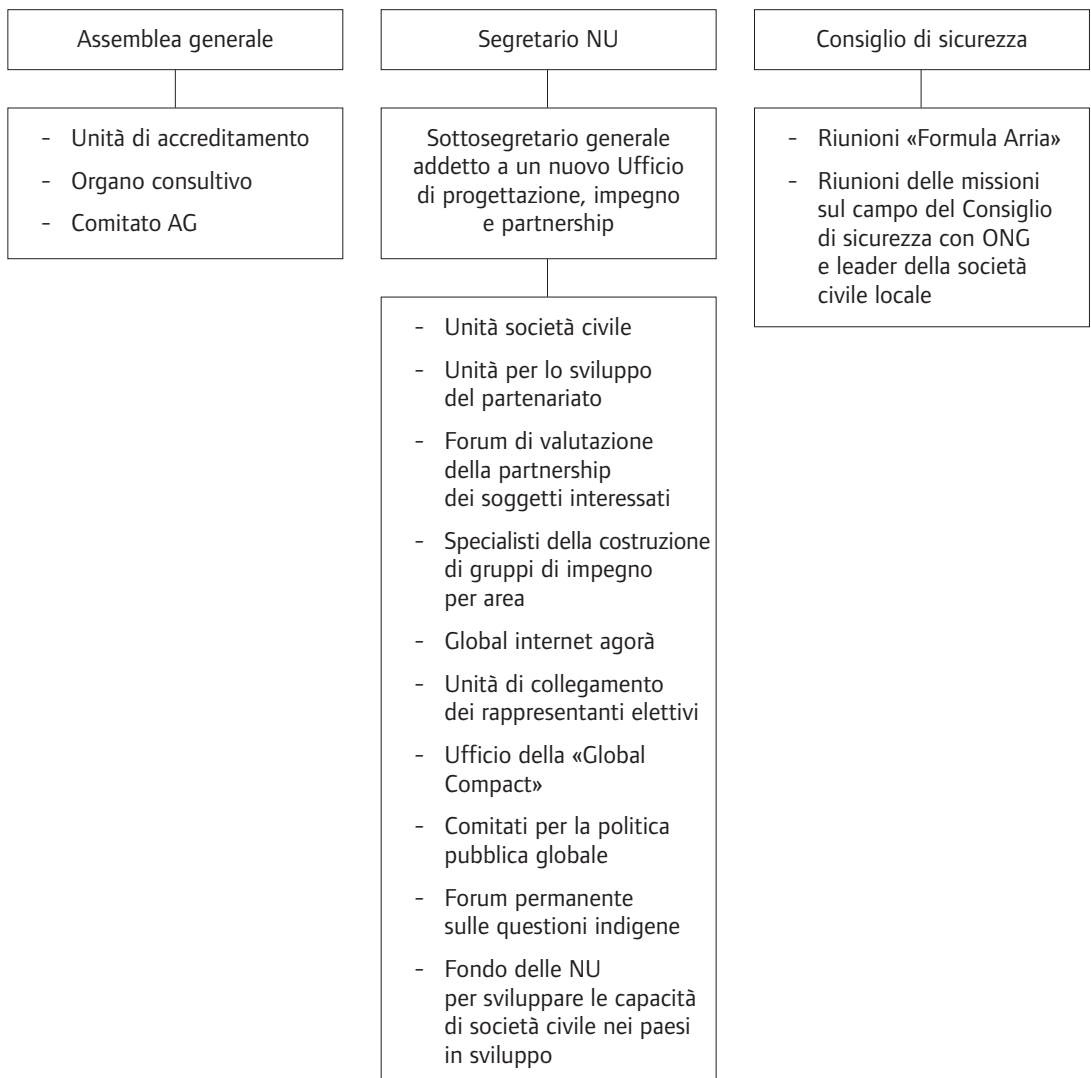 Assemblea generale
- Unità di accreditamento
- Organo consultivo
- Comitato AG
Segretario NU
Sottosegretario generale
addetto a un nuovo Ufficio
di progettazione, impegno
e partnership
- Unità società civile
- Unità per lo sviluppo
del partenariato
- Forum di valutazione
della partnership
dei soggetti interessati
- Specialisti della costruzione
di gruppi di impegno
per area
- Global internet agorà
- Unità di collegamento
dei rappresentanti elettivi
- Ufficio della «Global
Compact»
- Comitati per la politica
pubblica globale
- Forum permanente
sulle questioni indigene
- Fondo delle NU
per sviluppare le capacità
di società civile nei paesi
in sviluppo
Consiglio di sicurezza
- Riunioni «Formula Arria»
- Riunioni delle missioni
sul campo del Consiglio
di sicurezza con ONG
e leader della società
civile locale